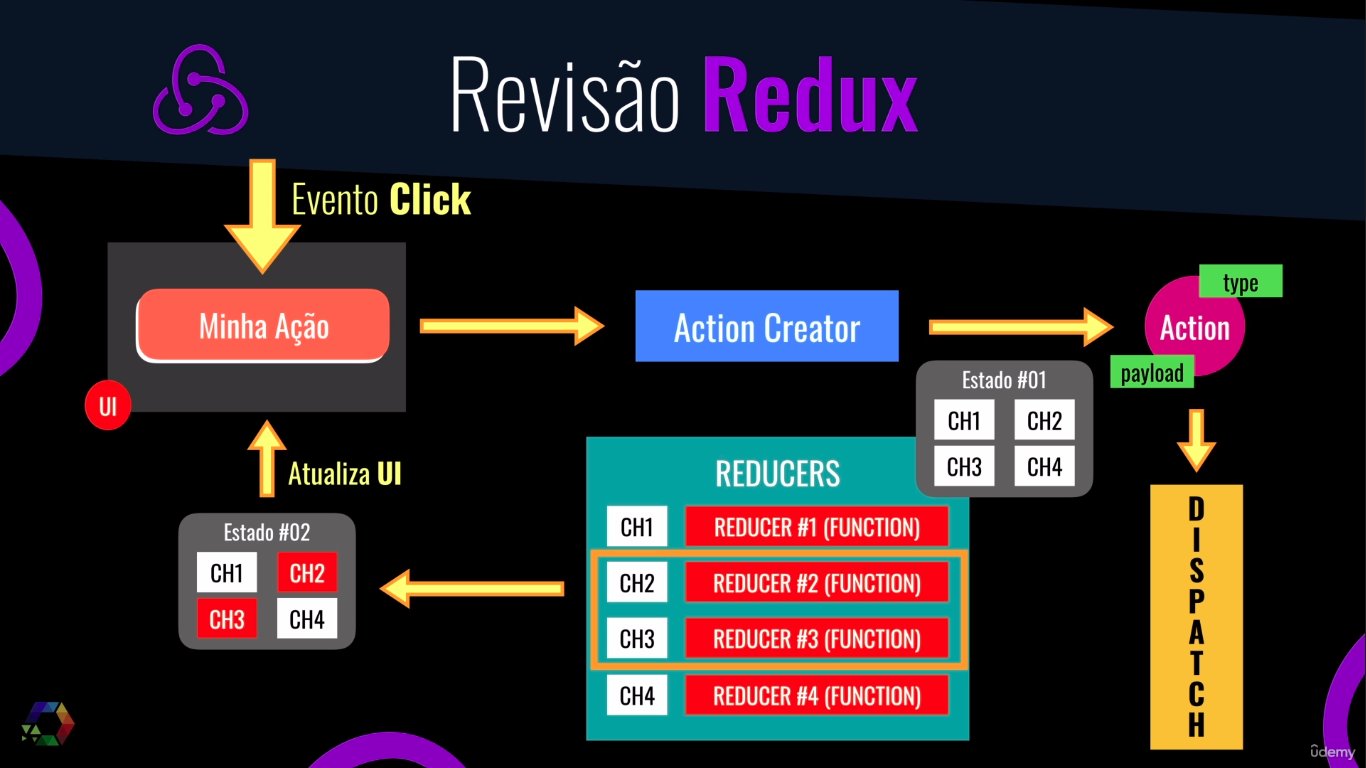 Revisão Redux
Evento Click
Minha Ação
UI
Action Creator
type
Action
payload
Estado #01
CH1 CH2
CH3 CH4
DISPATCH
REDUCERS
CH1 REDUCER #1 (FUNCTION)
CH2 REDUCER #2 (FUNCTION)
CH3 REDUCER #3 (FUNCTION)
CH4 REDUCER #4 (FUNCTION)
Atualiza UI
Estado #02
CH1 CH2
CH3 CH4
udemy